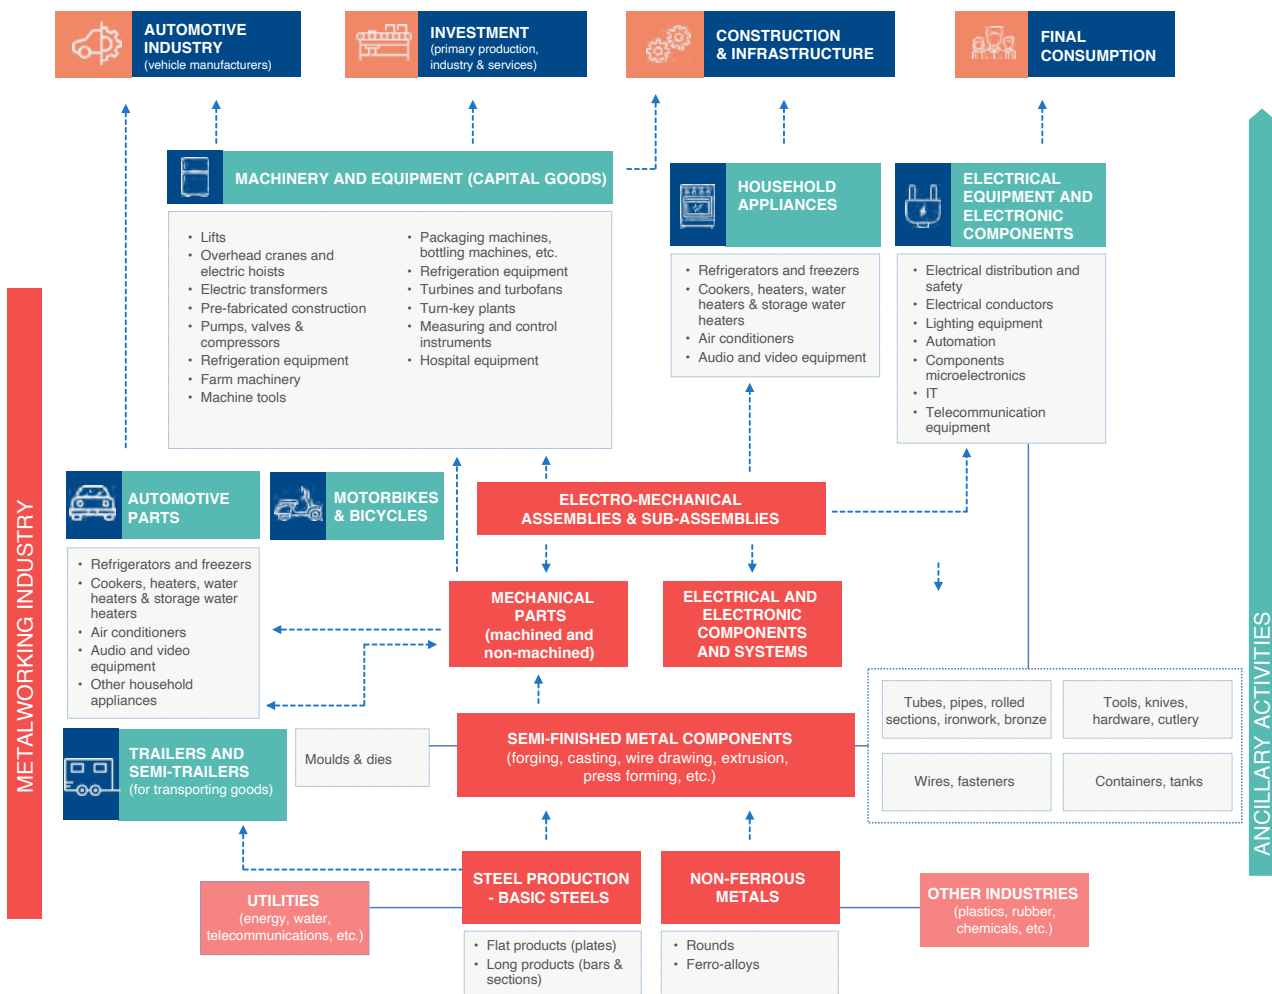 AUTOMOTIVE
INDUSTRY
(vehicle manufacturers)
INVESTMENT
(primary production,
industry & services)
CONSTRUCTION
& INFRASTRUCTURE
FINAL
CONSUMPTION
MACHINERY AND EQUIPMENT (CAPITAL GOODS)
• Lifts
• Overhead cranes and
electric hoists
• Electric transformers
• Pre-fabricated construction
• Pumps, valves &
compressors
• Refrigeration equipment
• Farm machinery
• Machine tools
• Packaging machines,
bottling machines, etc.
• Refrigeration equipment
• Turbines and turbofans
• Turn-key plants
• Measuring and control
instruments
• Hospital equipment
HOUSEHOLD
APPLIANCES
• Refrigerators and freezers
• Cookers, heaters, water
heaters & storage water
heaters
• Air conditioners
• Audio and video equipment
ELECTRICAL
EQUIPMENT AND
ELECTRONIC
COMPONENTS
• Electrical distribution and
safety
• Electrical conductors
• Lighting equipment
• Automation
• Components
microelectronics
• IT
• Telecommunication
equipment
METALWORKING INDUSTRY
ANCILLARY ACTIVITIES
AUTOMOTIVE
PARTS
• Refrigerators and freezers
• Cookers, heaters, water
heaters & storage water
heaters
• Air conditioners
• Audio and video
equipment
• Other household
appliances
MOTORBIKES
& BICYCLES
ELECTRO-MECHANICAL
ASSEMBLIES & SUB-ASSEMBLIES
MECHANICAL
PARTS
(machined and
non-machined)
ELECTRICAL AND
ELECTRONIC
COMPONENTS
AND SYSTEMS
TRAILERS AND
SEMI-TRAILERS
(for transporting goods)
Moulds & dies
SEMI-FINISHED METAL COMPONENTS
(forging, casting, wire drawing, extrusion,
press forming, etc.)
Tubes, pipes, rolled
sections, ironwork, bronze
Tools, knives,
hardware, cutlery
Wires, fasteners
Containers, tanks
UTILITIES
(energy, water,
telecommunications, etc.)
STEEL PRODUCTION
- BASIC STEELS
• Flat products (plates)
• Long products (bars &
sections)
NON-FERROUS
METALS
• Rounds
• Ferro-alloys
OTHER INDUSTRIES
(plastics, rubber,
chemicals, etc.)